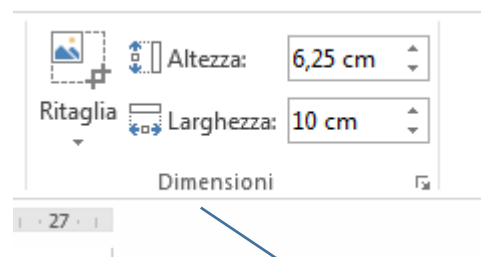 Altezza: 6,25 cm
Ritaglia
Larghezza: 10 cm
Dimensioni
27